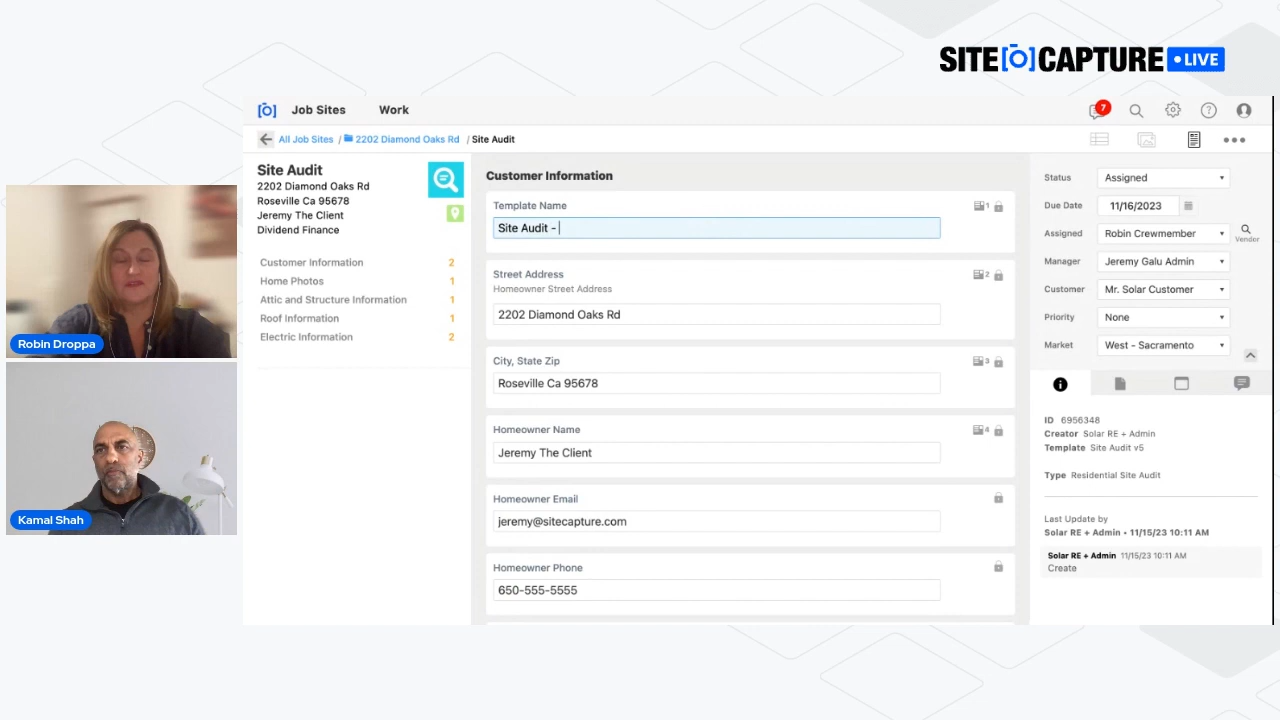 SITE CAPTURE LIVE
Job Sites Work 7
All Job Sites / 2202 Diamond Oaks Rd / Site Audit
Site Audit
2202 Diamond Oaks Rd
Roseville Ca 95678
Jeremy The Client
Dividend Finance
Customer Information 2
Home Photos 1
Attic and Structure Information 1
Roof Information 1
Electric Information 2
Customer Information
Template Name 1
Site Audit -
Street Address 2
Homeowner Street Address
2202 Diamond Oaks Rd
City, State Zip 3
Roseville Ca 95678
Homeowner Name 4
Jeremy The Client
Homeowner Email
jeremy@sitecapture.com
Homeowner Phone
650-555-5555
Status Assigned
Due Date 11/16/2023
Assigned Robin Crewmember
Vendor
Manager Jeremy Galu Admin
Customer Mr. Solar Customer
Priority None
Market West - Sacramento
ID 6956348
Creator Solar RE + Admin
Template Site Audit v5
Type Residential Site Audit
Last Update by
Solar RE + Admin • 11/15/23 10:11 AM
Solar RE + Admin 11/15/23 10:11 AM
Create
Robin Droppa
Kamal Shah